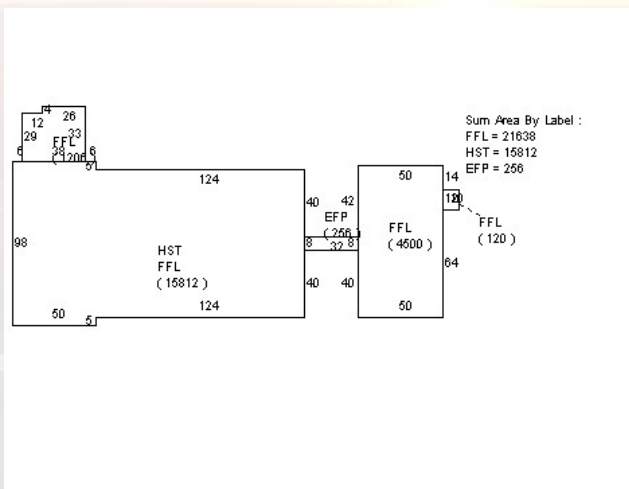 4
26
12
29
33
FFL
6
38
6
( 1206
5
124
50
14
Sum Area By Label :
FFL = 21638
HST = 15812
EFP = 256
40
42
EFP
( 256 )
8
32
8
FFL
( 4500 )
FFL
( 120 )
98
HST
FFL
( 15812 )
64
40
40
124
50
50
5